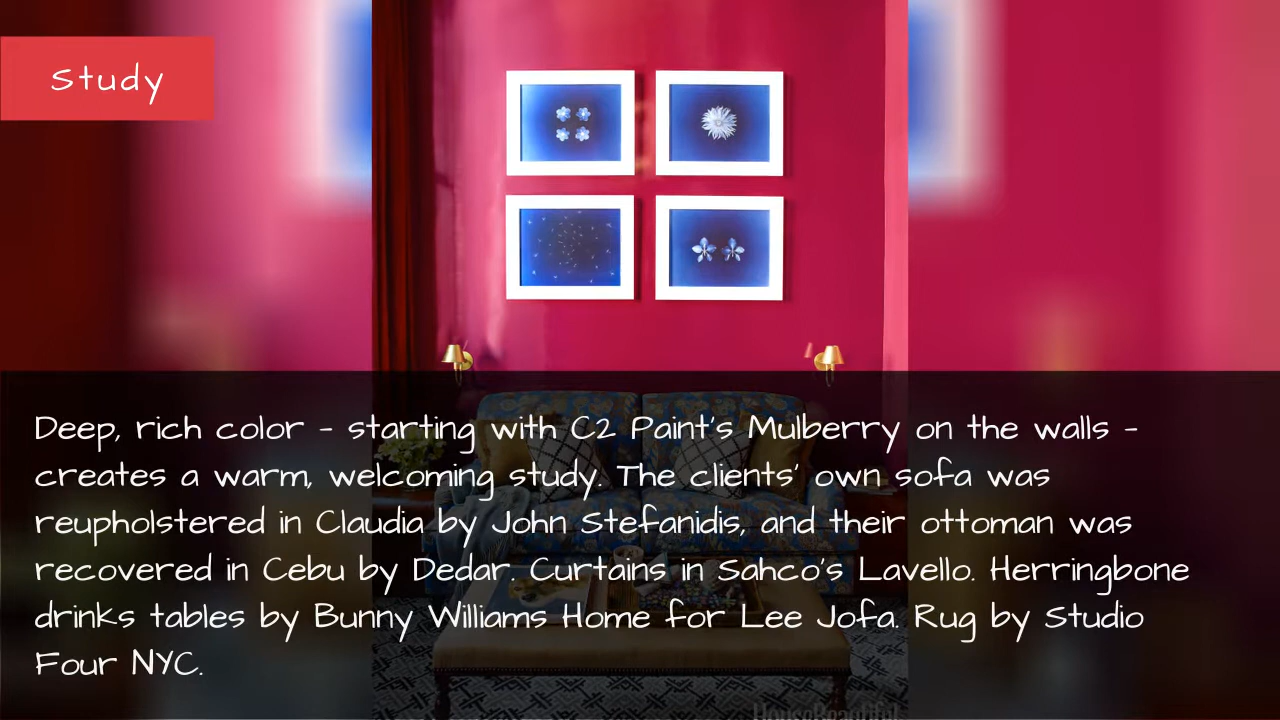 Study
Deep, rich color - starting with C2 Paint's Mulberry on the walls -
creates a warm, welcoming study. The clients' own sofa was
reupholstered in Claudia by John Stefanidis, and their ottoman was
recovered in Cebu by Dedar. Curtains in Sahco's Lavello. Herringbone
drinks tables by Bunny Williams Home for Lee Jofa. Rug by Studio
Four NYC.
HouseBeautiful